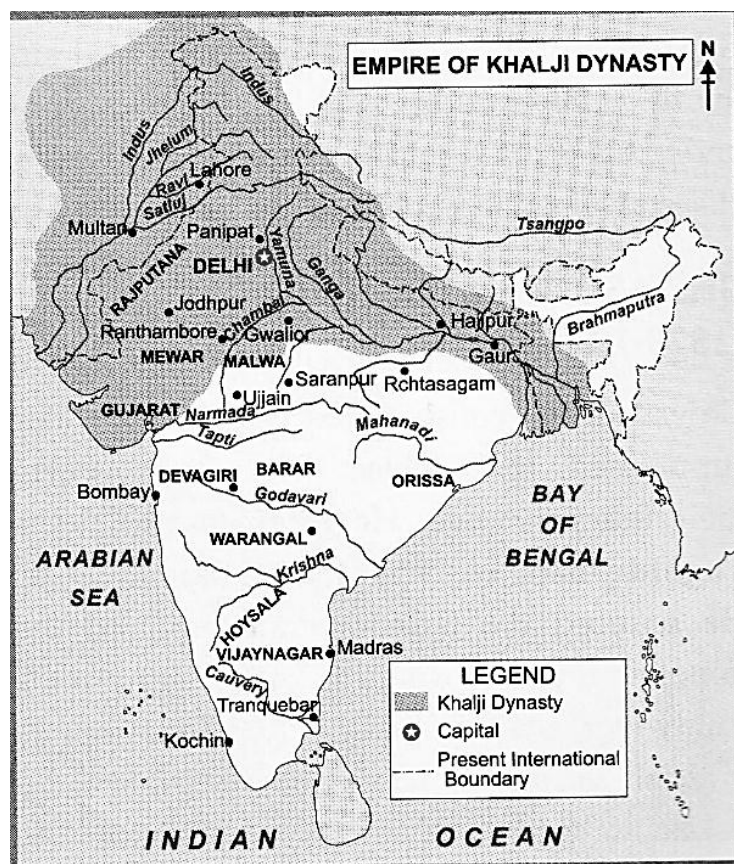 EMPIRE OF KHALJI DYNASTY
N
Indus
Indus
Jhelum
Ravi
Lahore
Satluj
Multan
Panipat
Yamuna
DELHI
RAJPUTANA
Ganga
Tsangpo
Jodhpur
Chambal
Ranthambore
Gwalior
Hajipur
Brahmaputra
MEWAR
MALWA
Gaur
Saranpur
Rchtasagam
Ujjain
GUJARAT
Narmada
Tapti
Mahanadi
DEVAGIRI
BARAR
ORISSA
Bombay
Godavari
BAY
OF
BENGAL
WARANGAL
ARABIAN
SEA
Krishna
HOYSALA
VIJAYNAGAR
Madras
Cauvery
Tranquebar
'Kochin
LEGEND
Khalji Dynasty
Capital
Present International
Boundary
INDIAN OCEAN